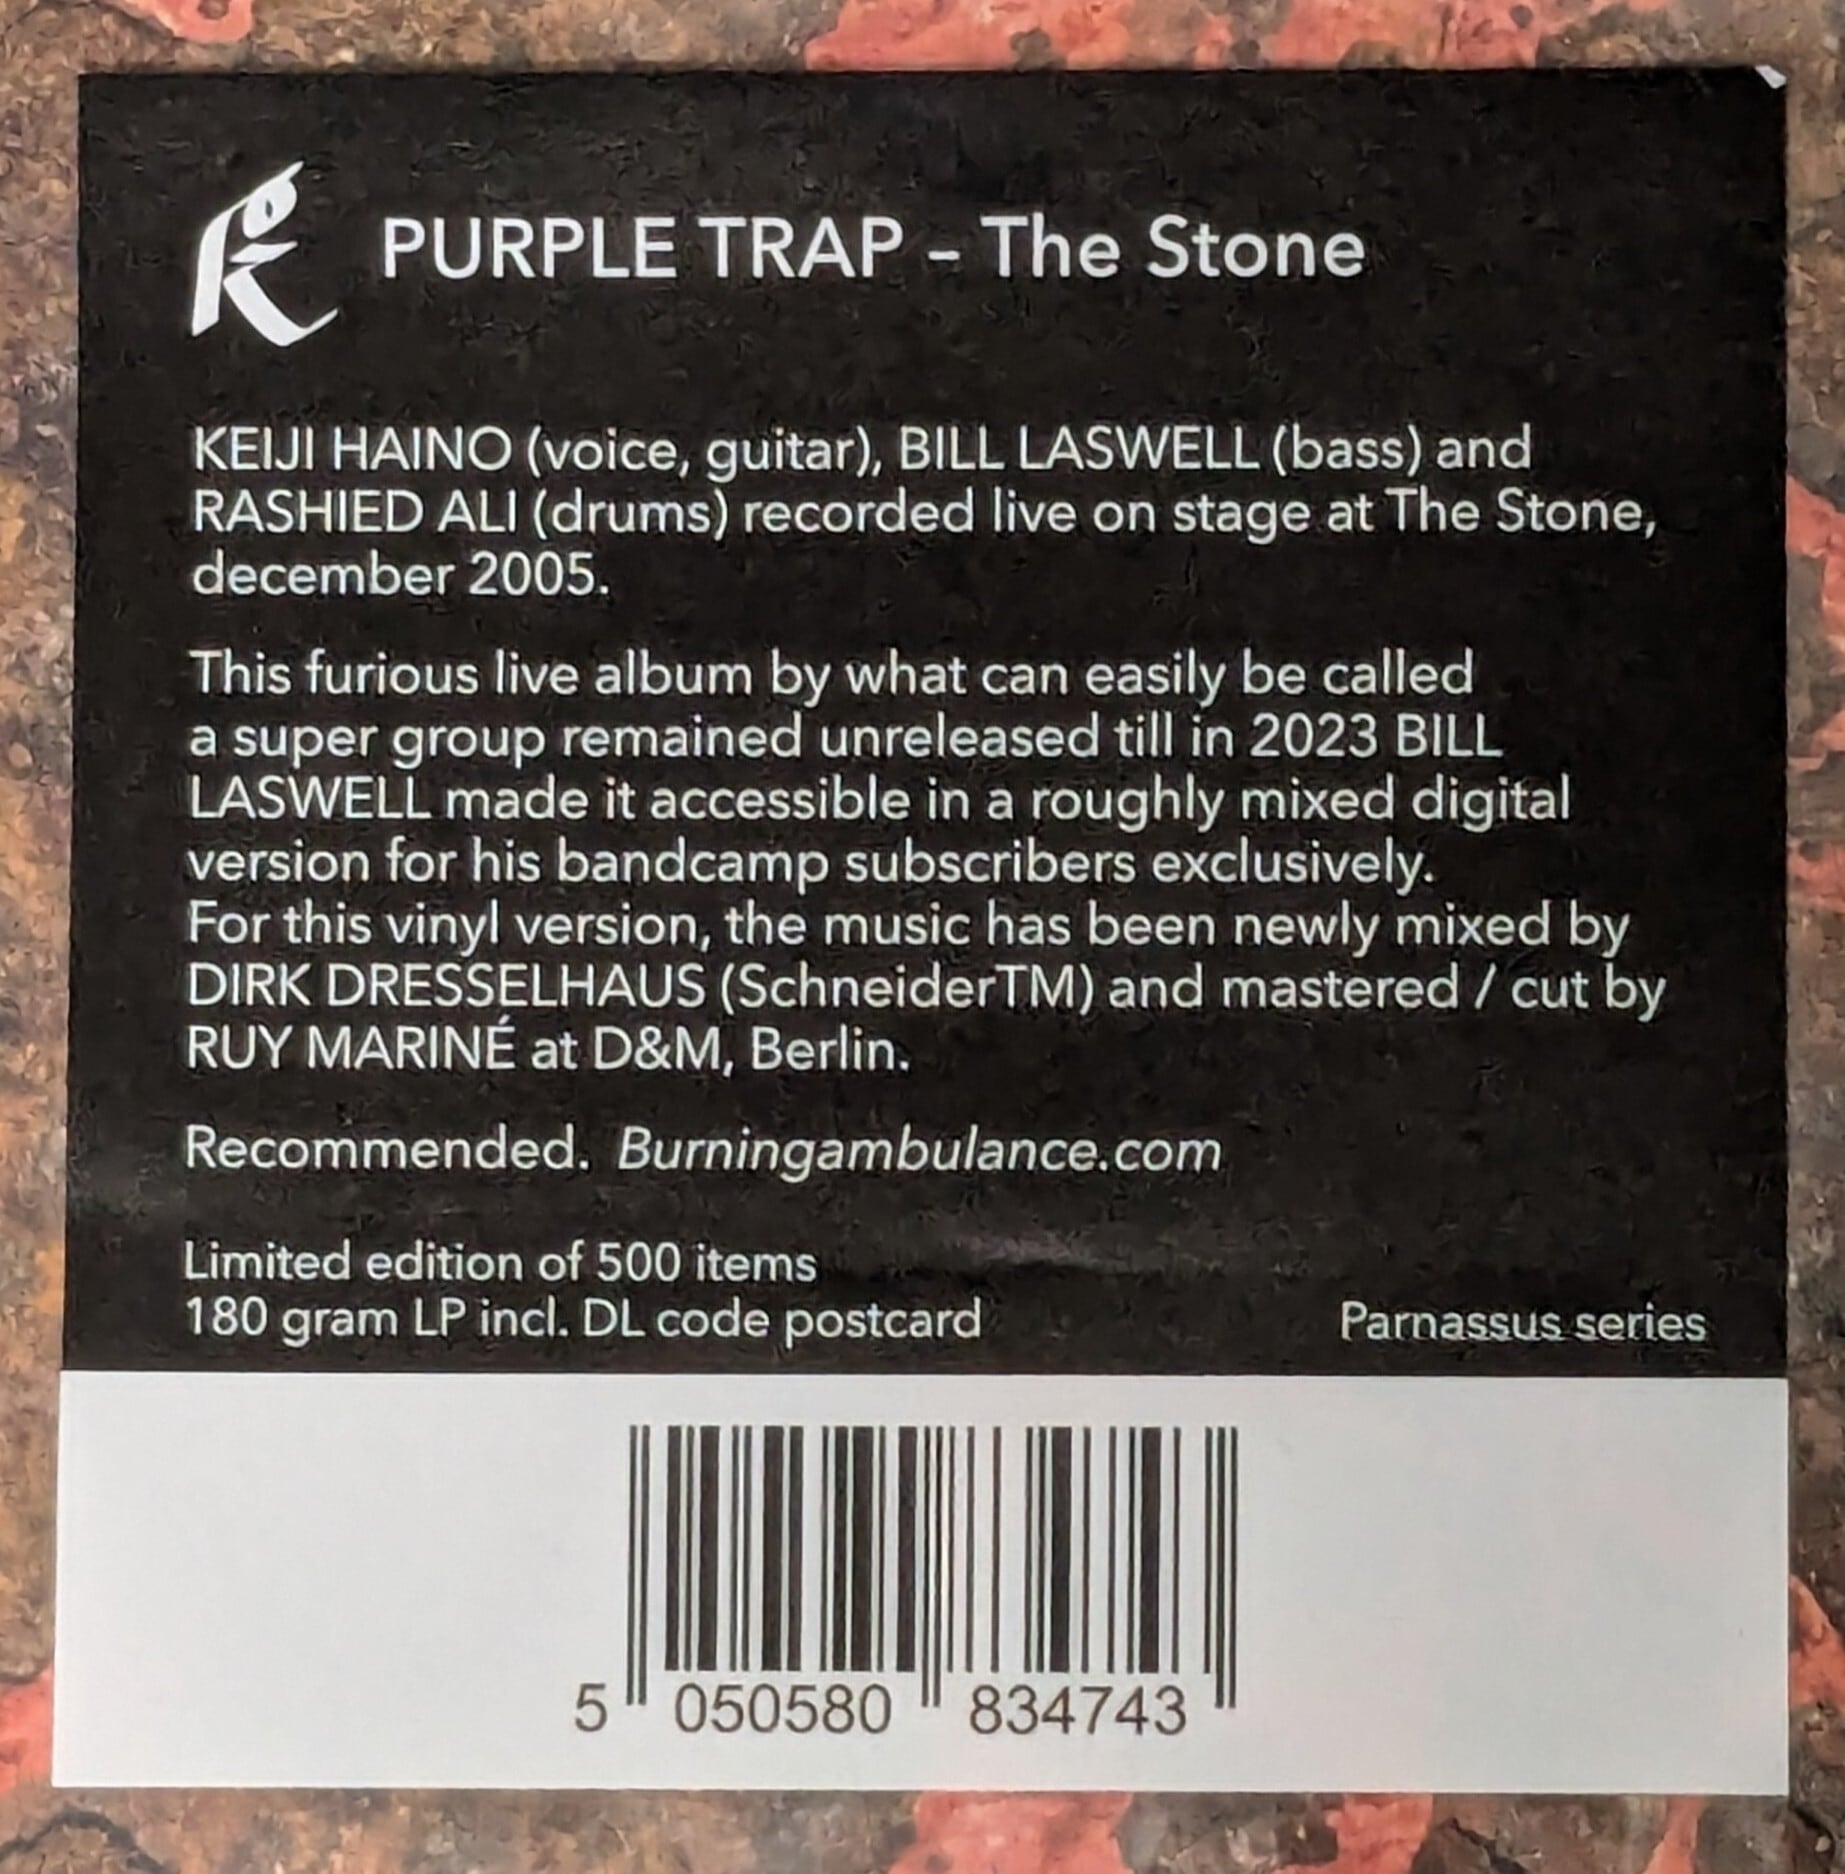 PURPLE TRAP – The Stone
KEIJI HAINO (voice, guitar), BILL LASWELL (bass) and
RASHIED ALI (drums) recorded live on stage at The Stone,
december 2005.
This furious live album by what can easily be called
a super group remained unreleased till in 2023 BILL
LASWELL made it accessible in a roughly mixed digital
version for his bandcamp subscribers exclusively.
For this vinyl version, the music has been newly mixed by
DIRK DRESSELHAUS (SchneiderTM) and mastered / cut by
RUY MARINÉ at D&M, Berlin.
Recommended. Burningambulance.com
Limited edition of 500 items
180 gram LP incl. DL code postcard
Parnassus series
5 050580 834743